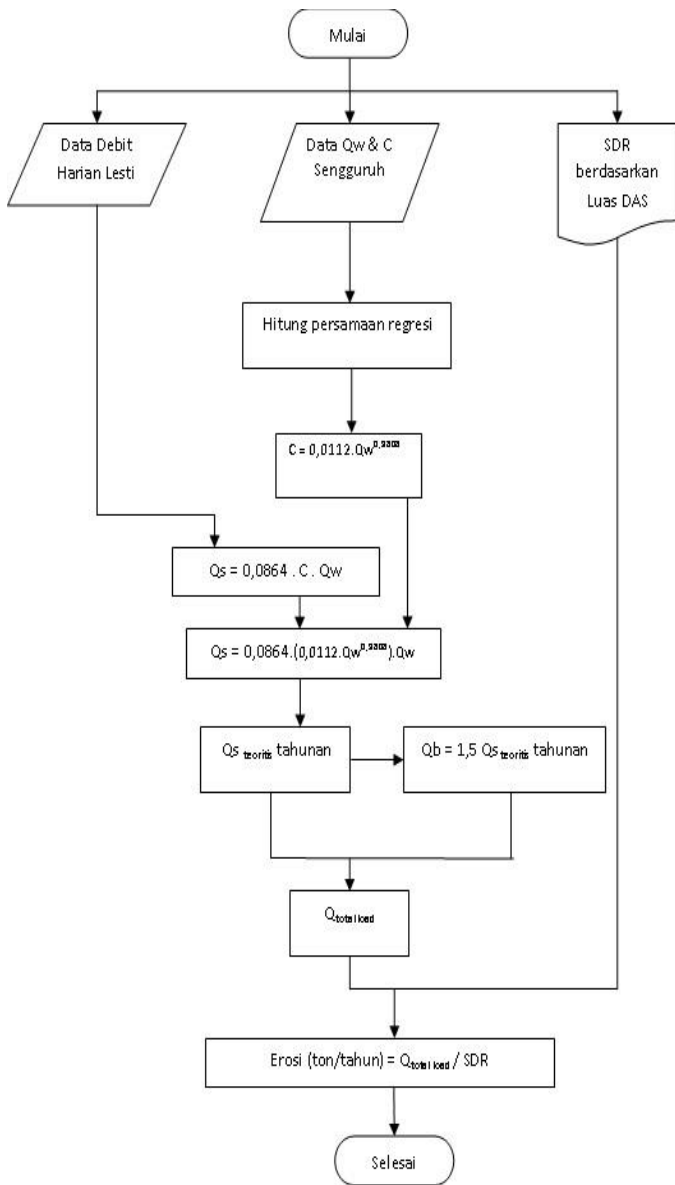 Mulai
Data Debit
Harian Lesti
Data Qw & C
Sengguruh
SDR
berdasarkan
Luas DAS
Hitung persamaan regresi
Qs = 0,0864 . C . Qw
Qs teoritis tahunan
Qb = 1,5 Qs teoritis tahunan
Q total load
Erosi (ton/tahun) = Q total load / SDR
Selesai